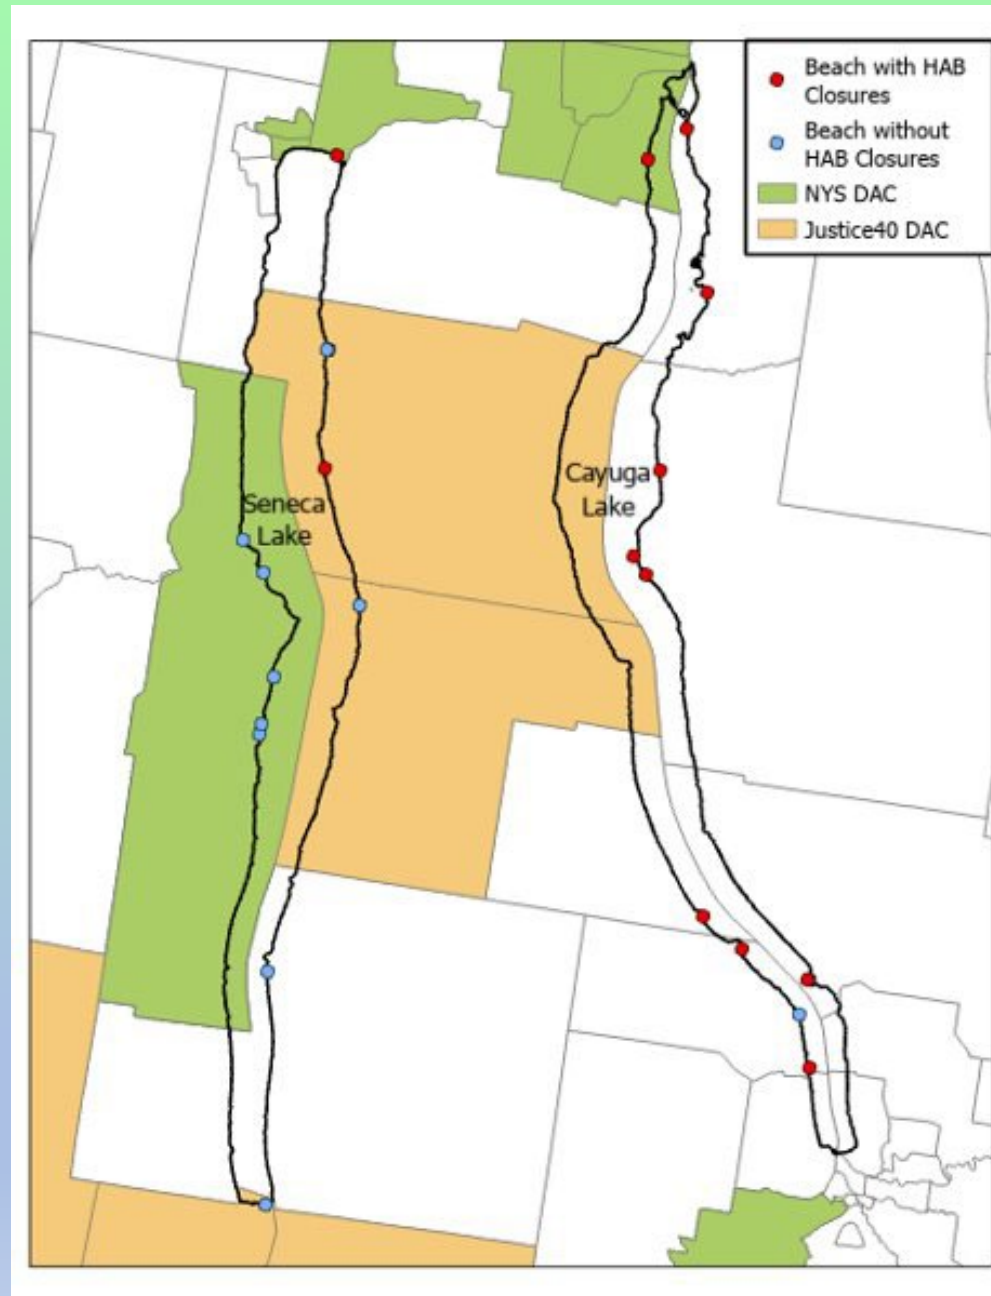 Beach with HAB
Closures
Beach without
HAB Closures
NYS DAC
Justice40 DAC
Cayuga
Lake
Seneca
Lake